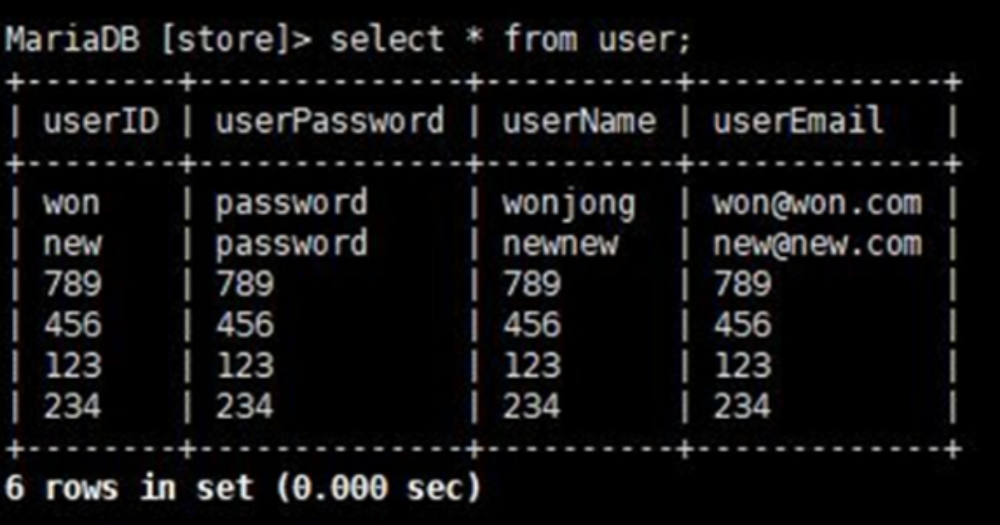 MariaDB [store]> select * from user;
+--------+--------------+----------+-------------+
| userID | userPassword | userName | userEmail   |
+--------+--------------+----------+-------------+
| won    | password     | wonjong  | won@won.com |
| new    | password     | newnew   | new@new.com |
| 789    | 789          | 789      | 789         |
| 456    | 456          | 456      | 456         |
| 123    | 123          | 123      | 123         |
| 234    | 234          | 234      | 234         |
+--------+--------------+----------+-------------+
6 rows in set (0.000 sec)